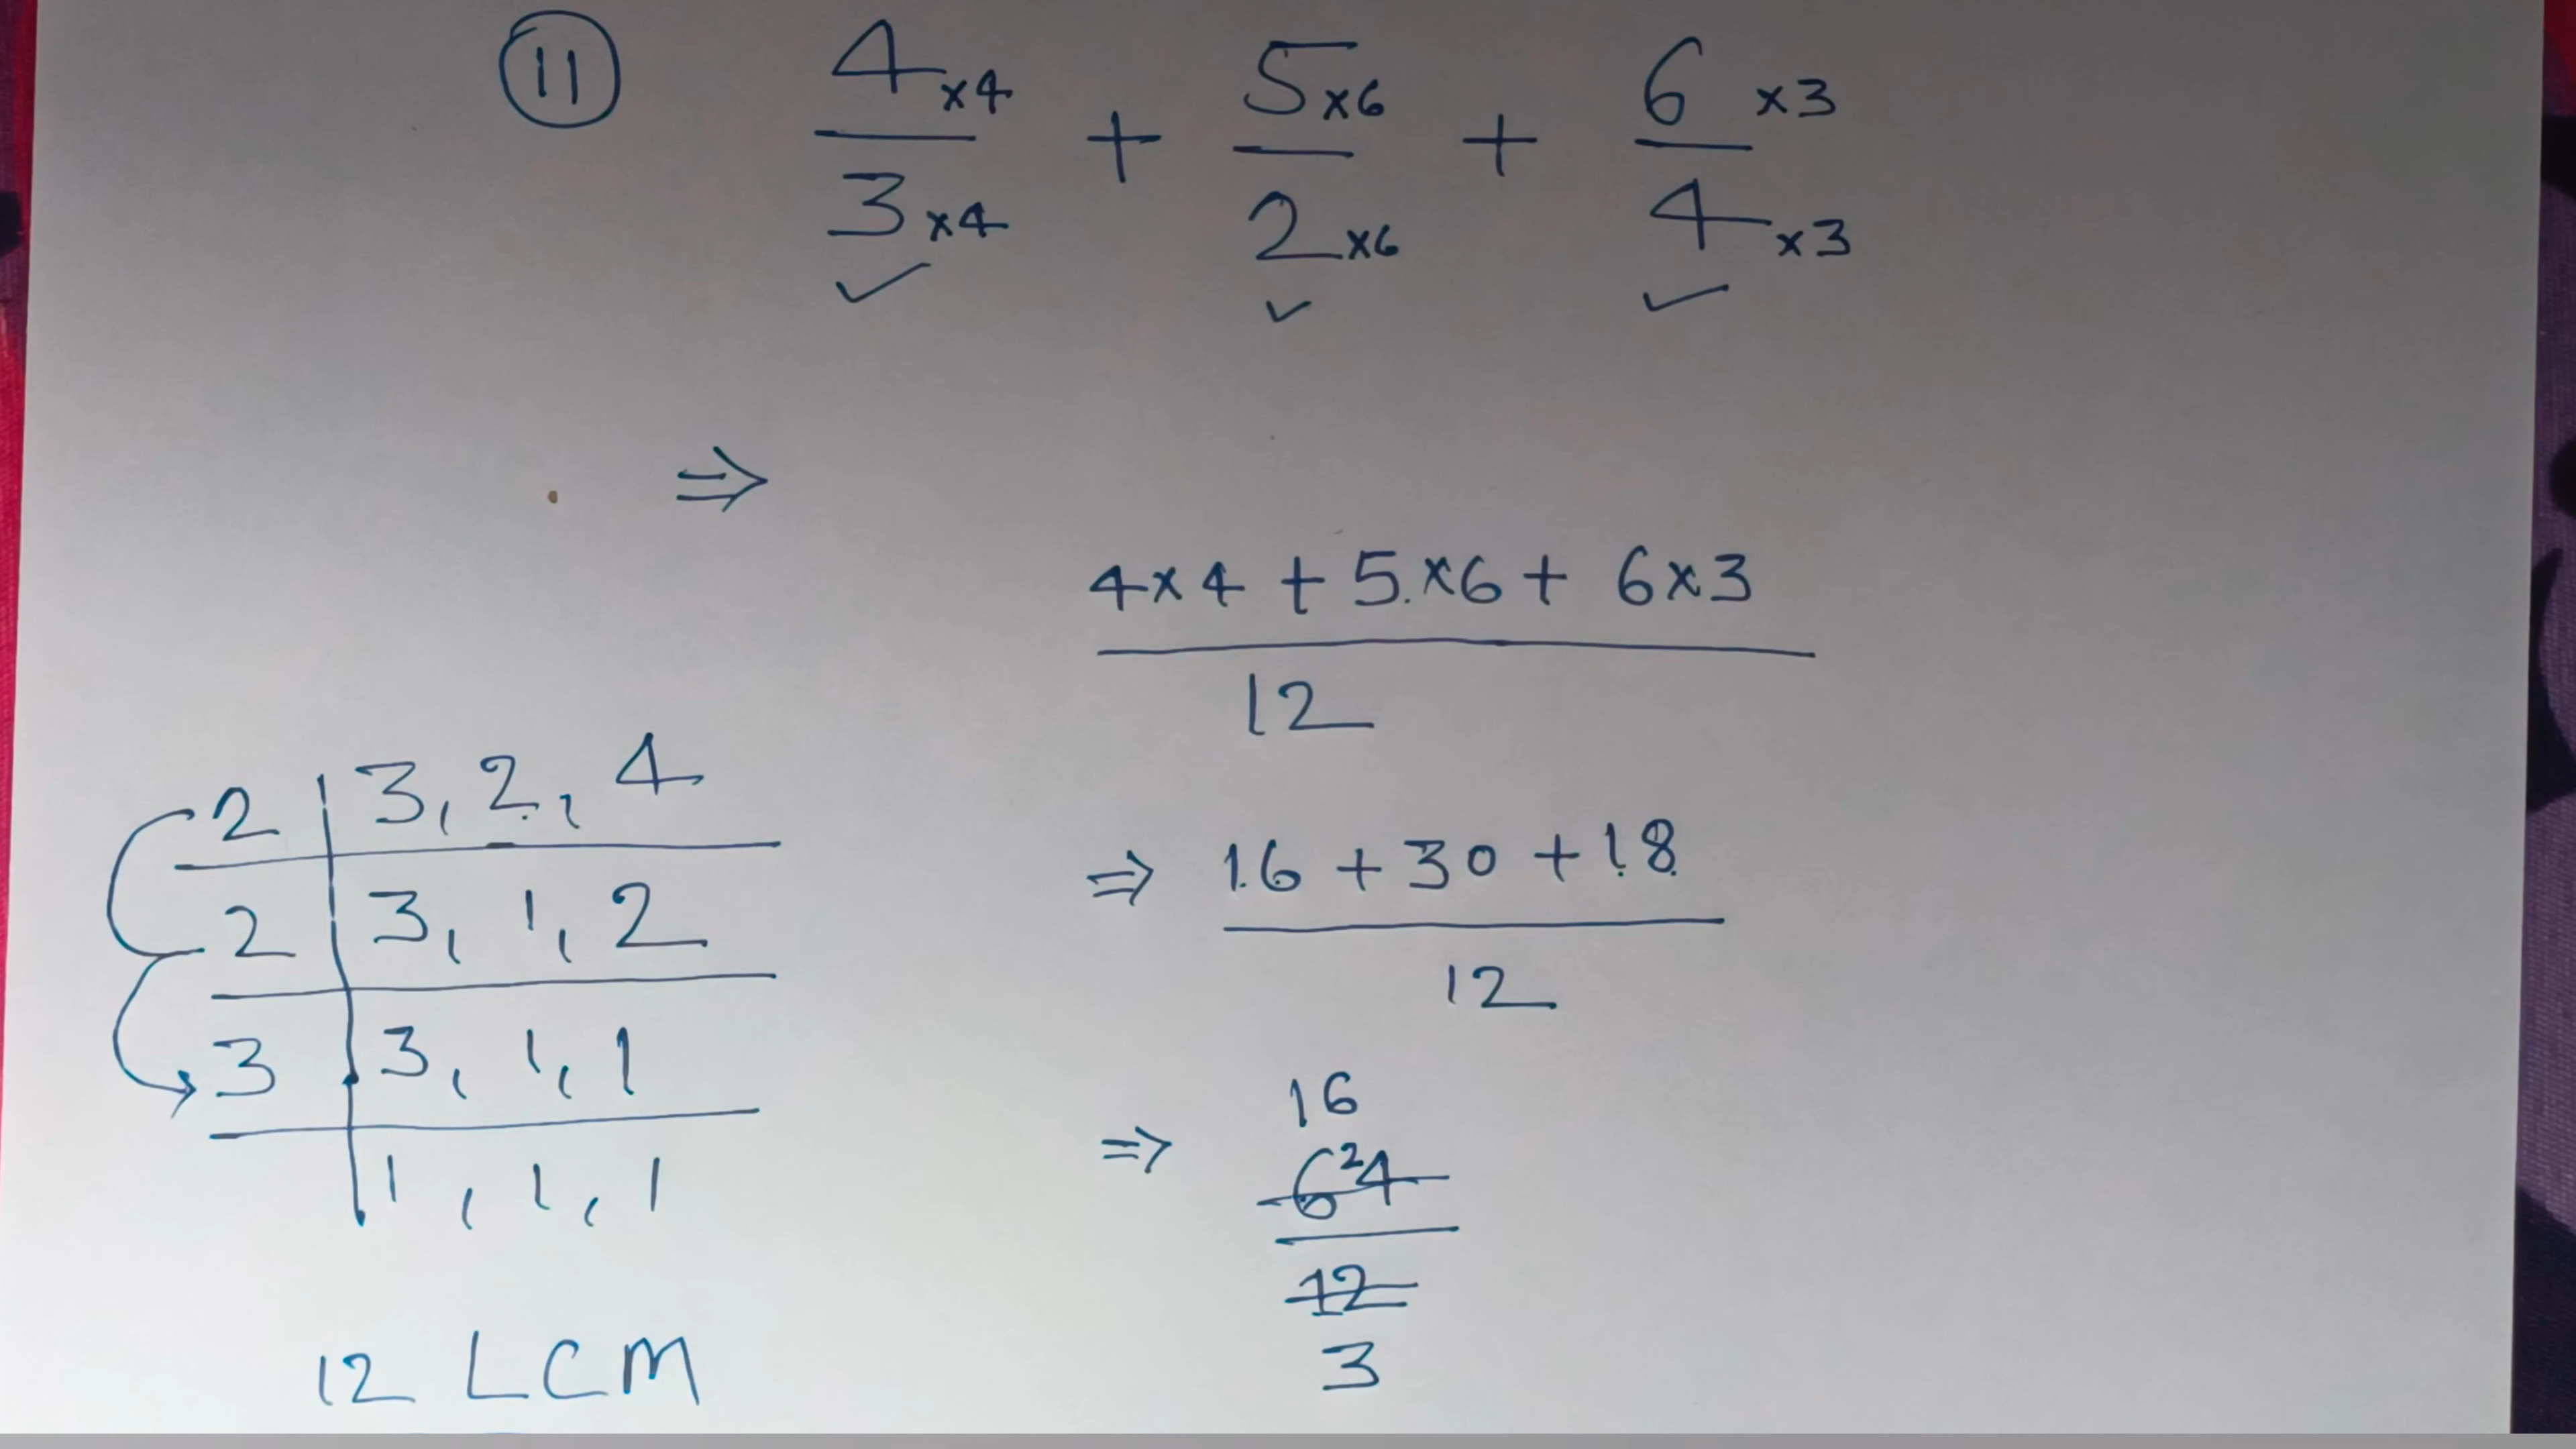 11
4×4 + 5×6 + 6×3
3×4 2×6 4×3
⇒
4×4 + 5×6 + 6×3
12
2 | 3, 2, 4
2 | 3, 1, 2
3 | 3, 1, 1
1, 1, 1
12 LCM
⇒ 16 + 30 + 18
12
16
⇒ 6²4
12
3